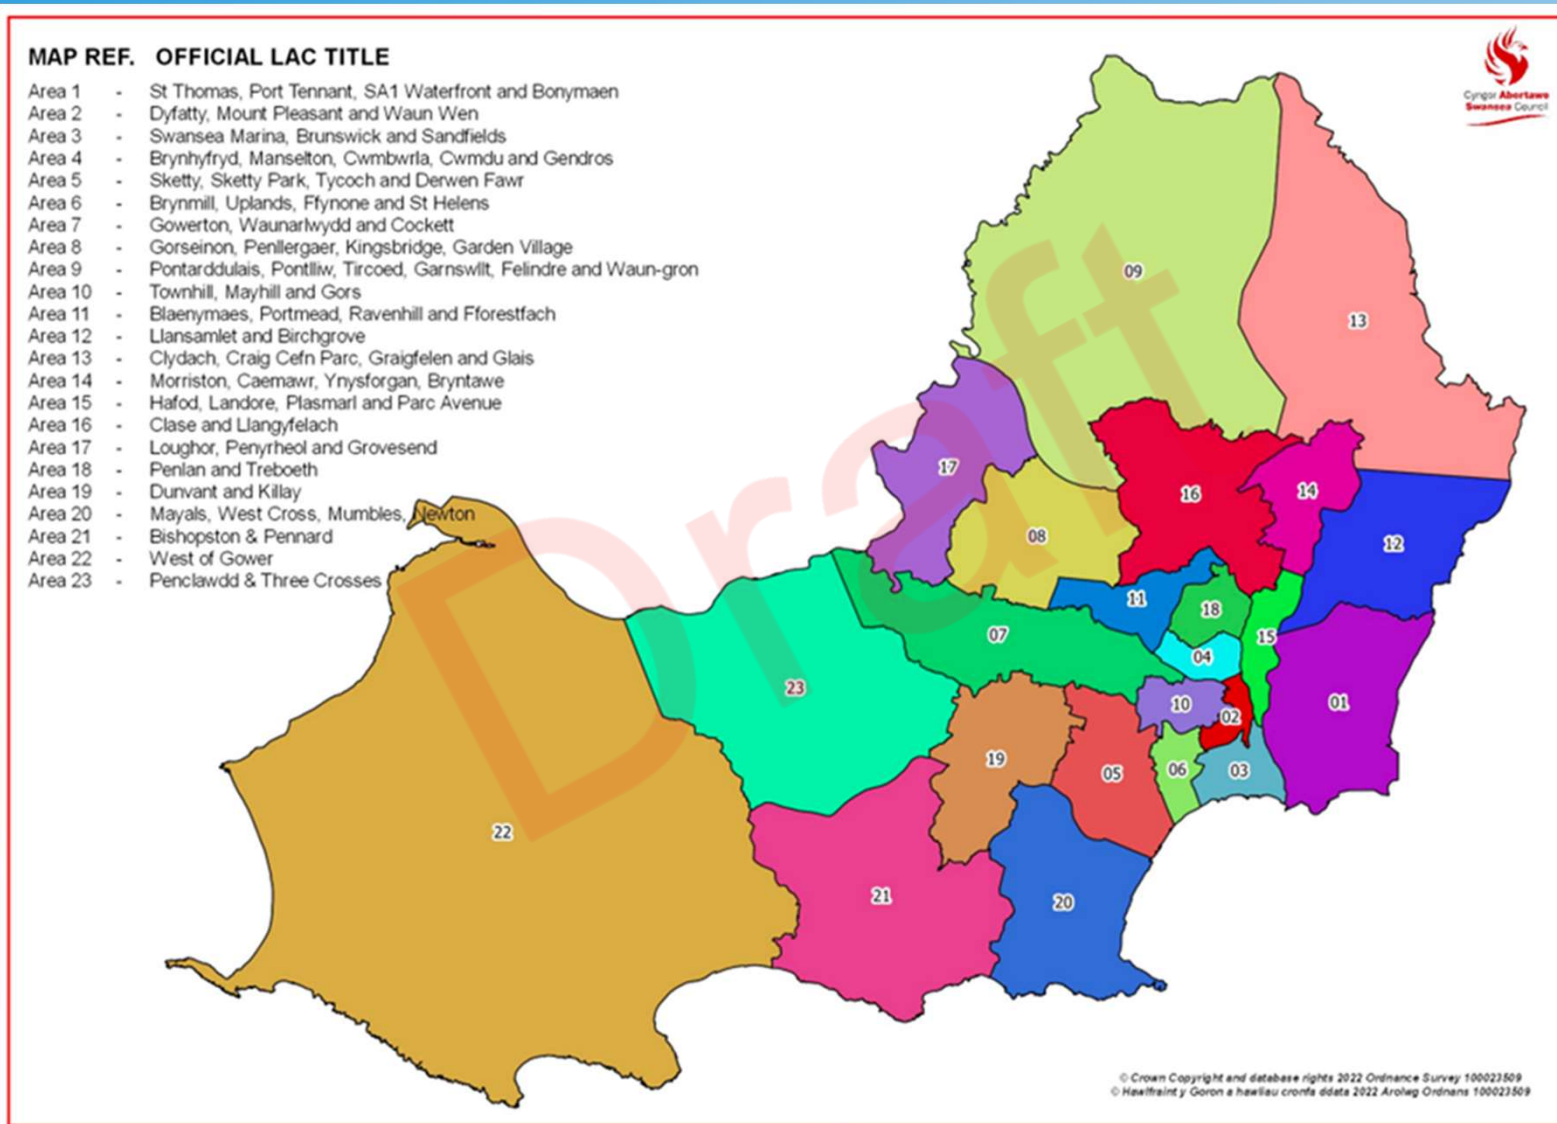 MAP REF. OFFICIAL LAC TITLE
Area 1 - St Thomas, Port Tennant, SA1 Waterfront and Bonymaen
Area 2 - Dyfatty, Mount Pleasant and Waun Wen
Area 3 - Swansea Marina, Brunswick and Sandfields
Area 4 - Brynhyfryd, Manselton, Cwmbwrla, Cwmdu and Gendros
Area 5 - Sketty, Sketty Park, Tycoch and Derwen Fawr
Area 6 - Brynmill, Uplands, Ffynone and St Helens
Area 7 - Gowerton, Waunarlwydd and Cockett
Area 8 - Gorseinon, Penllergaer, Kingsbridge, Garden Village
Area 9 - Pontarddulais, Pontlliw, Tircoed, Garnswllt, Felindre and Waun-gron
Area 10 - Townhill, Mayhill and Gors
Area 11 - Blaenymaes, Portmead, Ravenhill and Fforestfach
Area 12 - Llansamlet and Birchgrove
Area 13 - Clydach, Craig Cefn Parc, Graigfelen and Glais
Area 14 - Morriston, Caemawr, Ynysforgan, Bryntawe
Area 15 - Hafod, Landore, Plasmarl and Parc Avenue
Area 16 - Clase and Llangyfelach
Area 17 - Loughor, Penyrheol and Grovesend
Area 18 - Penlan and Treboeth
Area 19 - Dunvant and Killay
Area 20 - Mayals, West Cross, Mumbles, Newton
Area 21 - Bishopston & Pennard
Area 22 - West of Gower
Area 23 - Penclawdd & Three Crosses
Cyngor Abertawe
Swansea Council
Draft
09
13
17
16
14
08
12
11
18
07
15
04
23
10
02
01
19
05
06
03
22
21
20
© Crown Copyright and database rights 2022 Ordnance Survey 100023509
© Hawlfraint y Goron a hawliau cronfa ddata 2022 Arolwg Ordnans 100023509